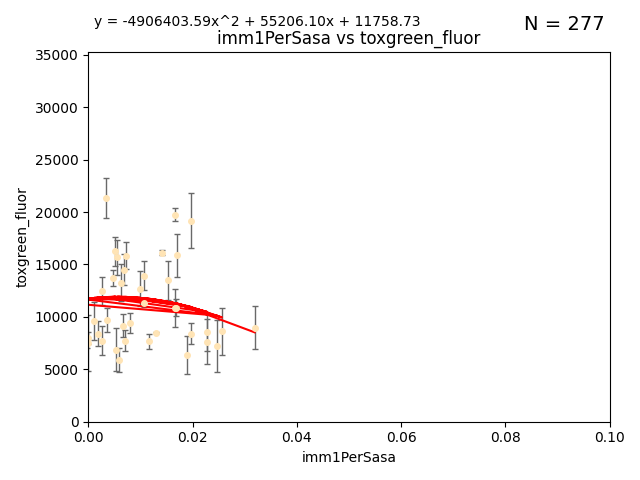 y = -4906403.59x^2 + 55206.10x + 11758.73
N = 277
imm1PerSasa vs toxgreen_fluor
35000
30000
25000
20000
15000
10000
5000
0
toxgreen_fluor
0.00
0.02
0.04
0.06
0.08
0.10
imm1PerSasa